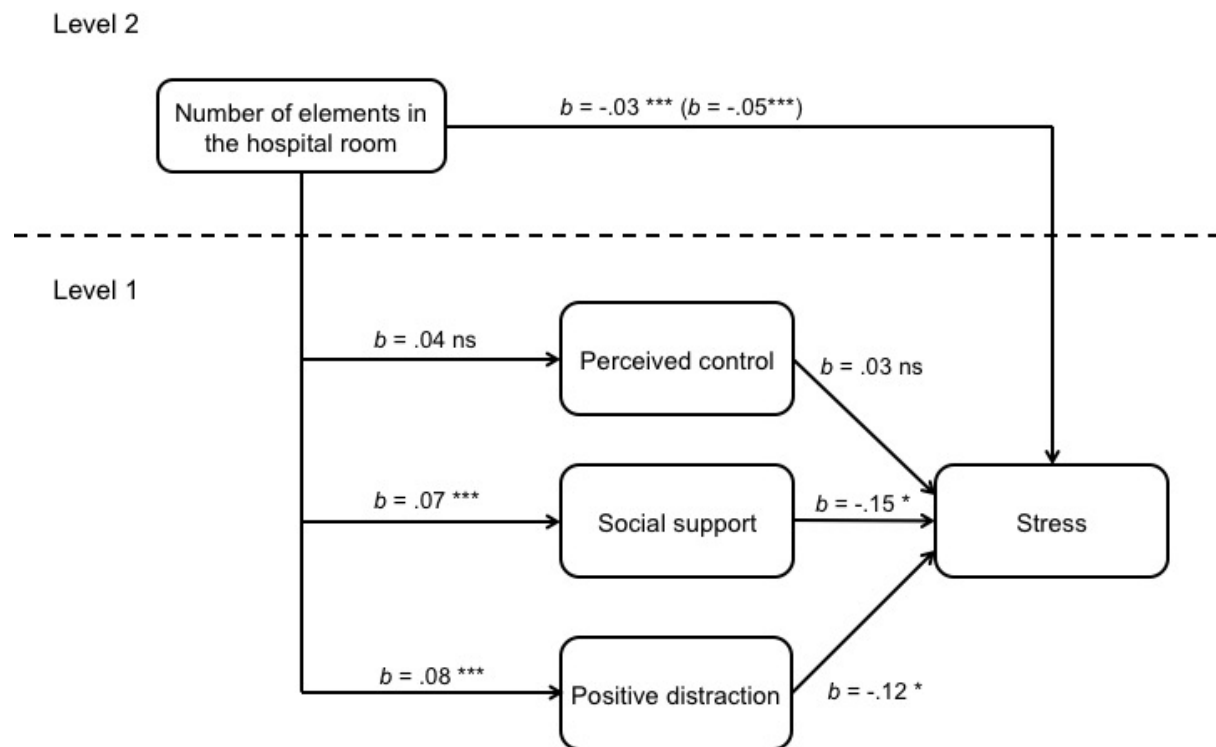 Level 2
Number of elements in
the hospital room
b = -.03 *** (b = -.05***)
Level 1
b = .04 ns
Perceived control
b = .03 ns
b = .07 ***
Social support
b = -.15 *
Stress
b = .08 ***
Positive distraction
b = -.12 *